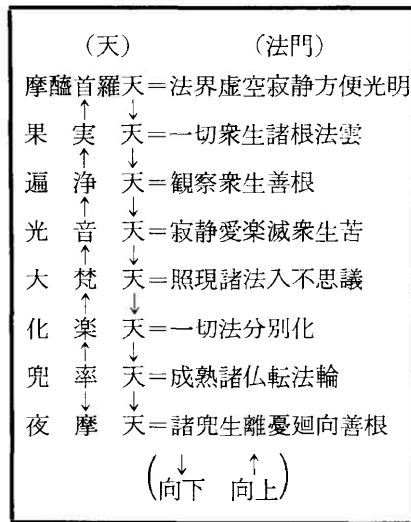 （天）（法門）
摩醯首羅天＝法界虚空寂静方便光明
↑ ↓
果実天＝一切衆生諸根法雲
↑ ↓
遍浄天＝観察衆生善根
↑ ↓
光音天＝寂静愛楽滅衆生苦
↑ ↓
大梵天＝照現諸法入不思議
↑ ↓
化楽天＝一切法分別化
↑ ↓
兜率天＝成熟諸仏転法輪
↓ ↓
夜摩天＝諸兜生離憂廻向善根
(↓ ↑
向下 向上)